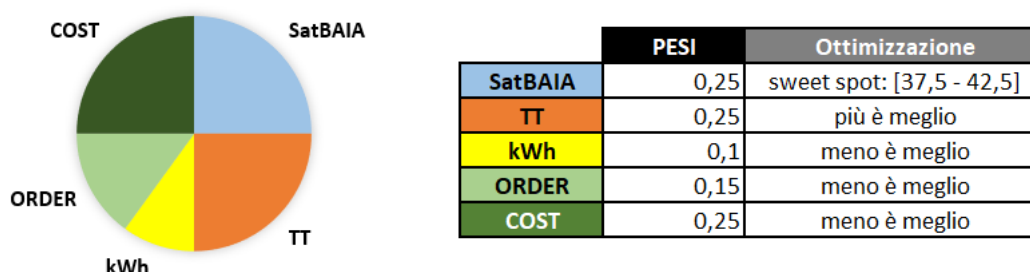 COST
SatBAIA
ORDER
TT
kWh
PESI Ottimizzazione
SatBAIA 0,25 sweet spot: [37,5 - 42,5]
TT 0,25 più è meglio
kWh 0,1 meno è meglio
ORDER 0,15 meno è meglio
COST 0,25 meno è meglio